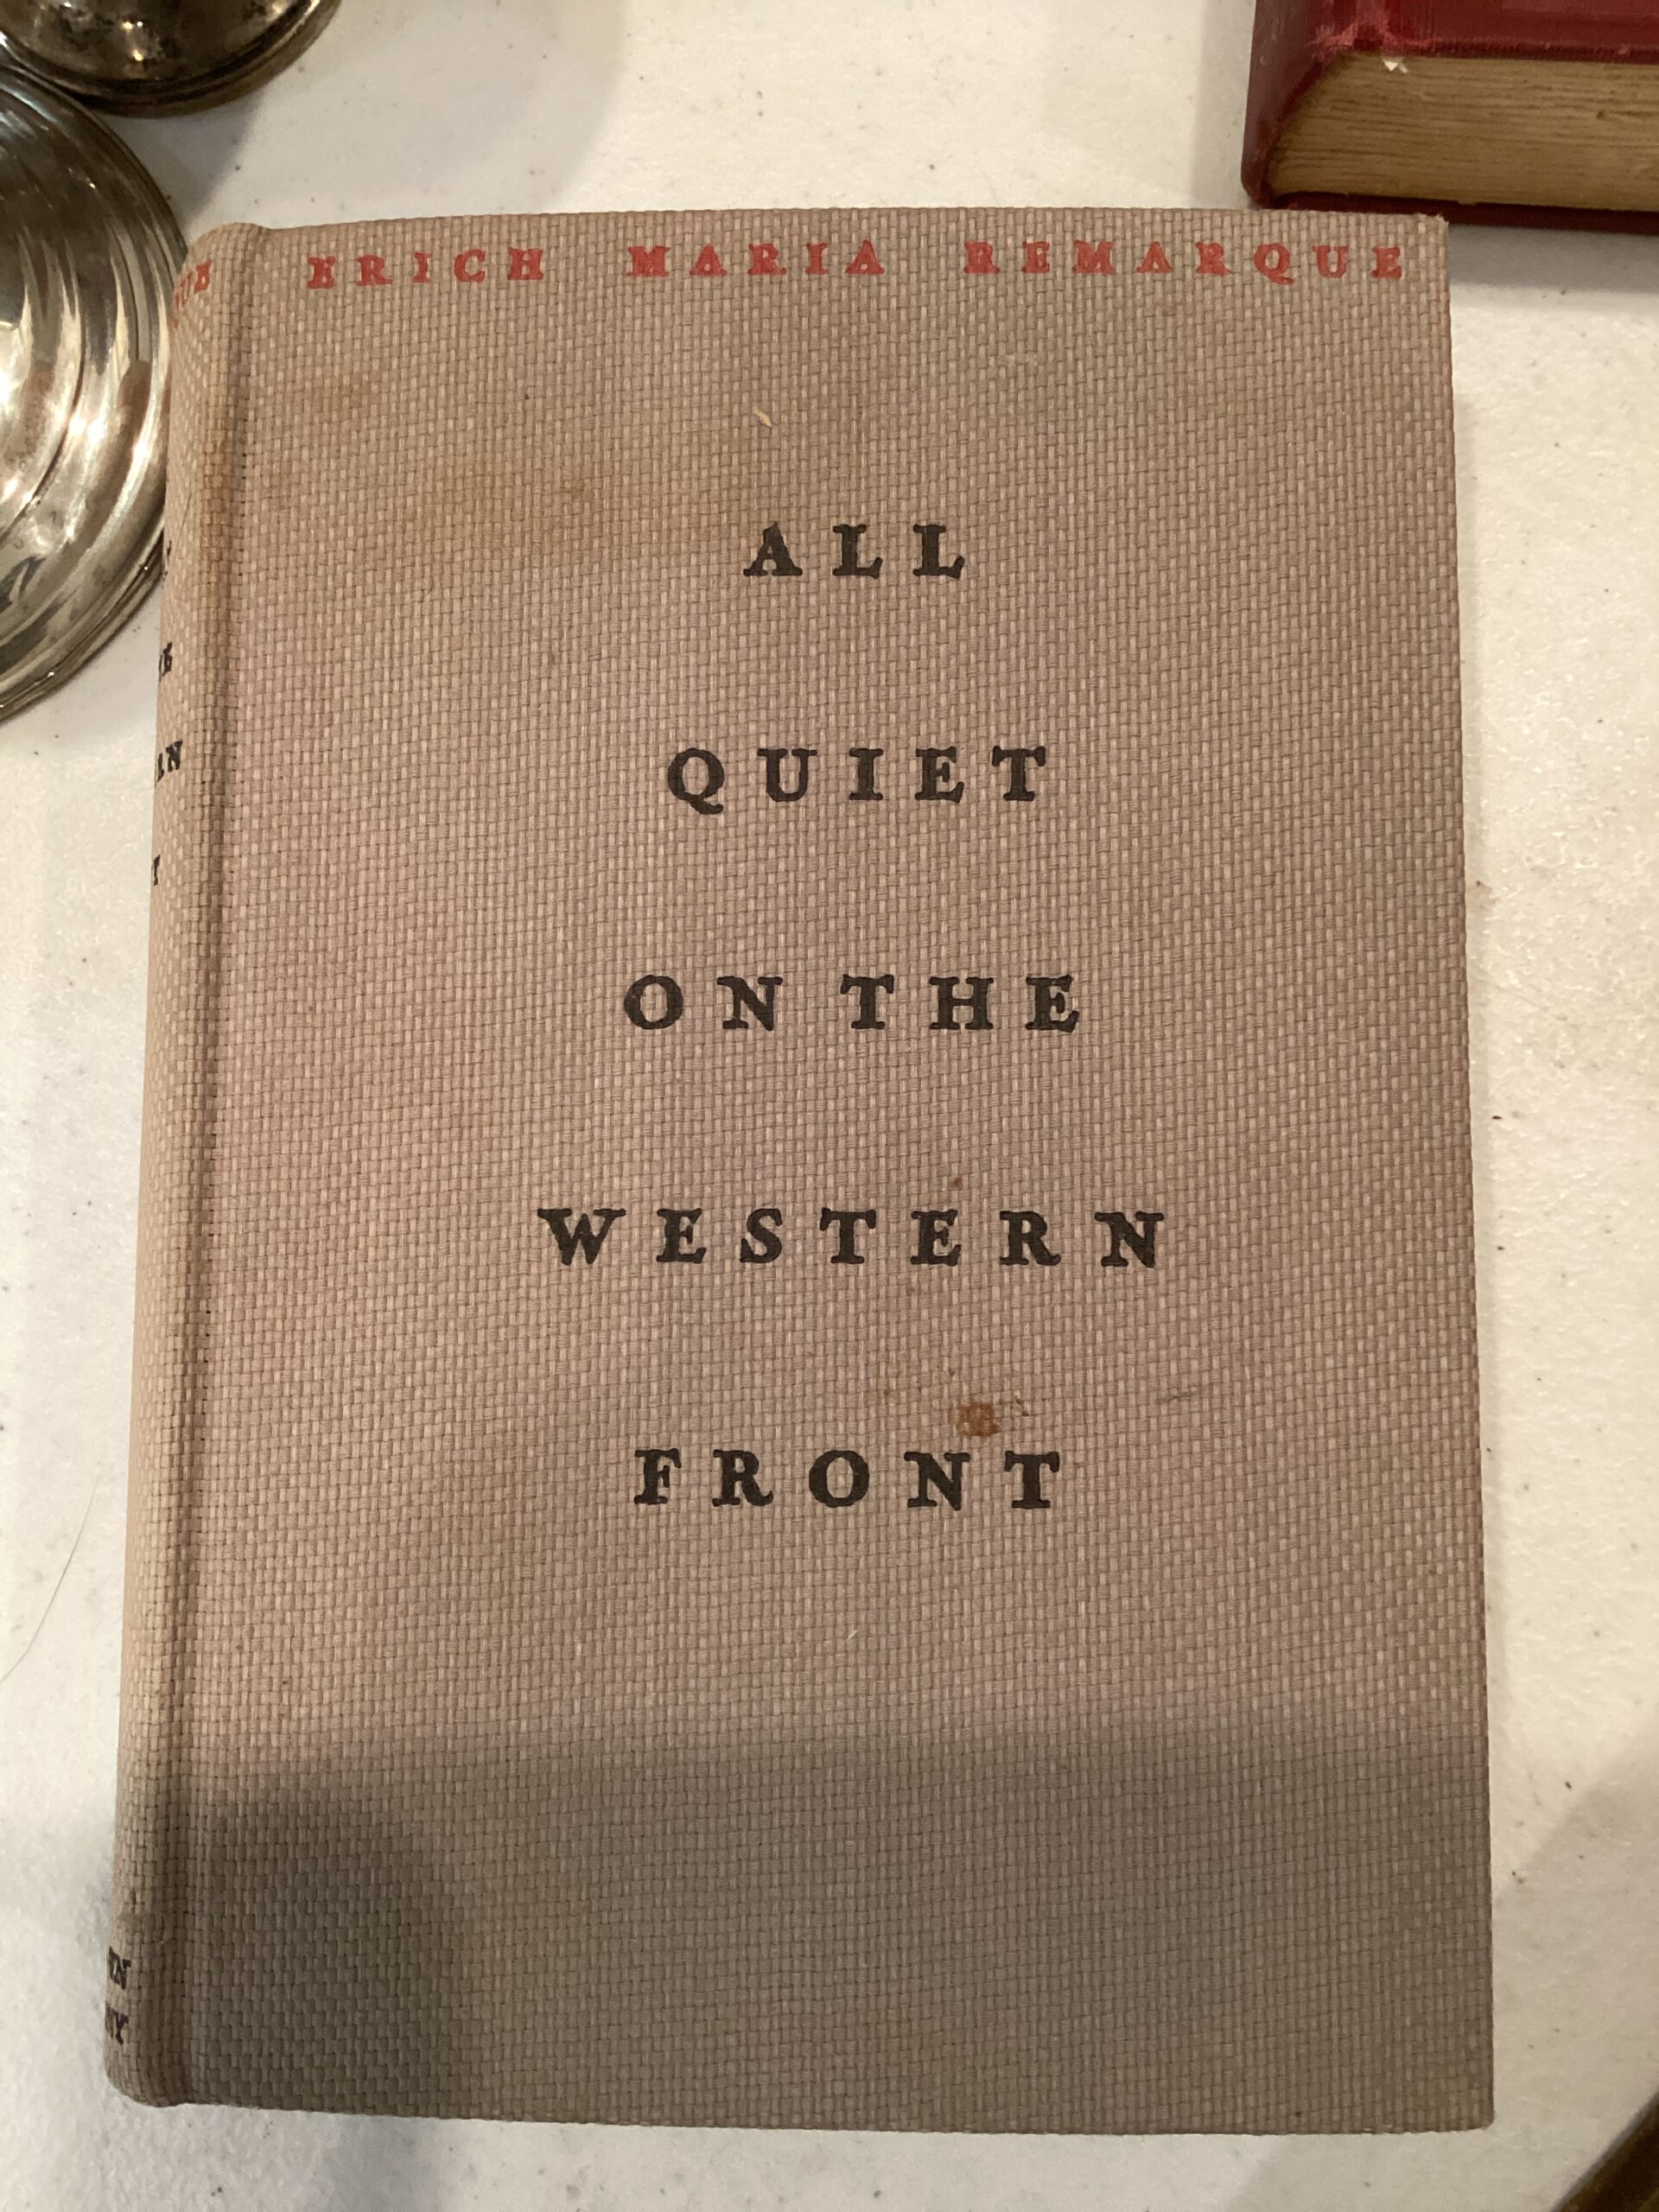 ERICH MARIA REMARQUE
ALL
QUIET
ON THE
WESTERN
FRONT